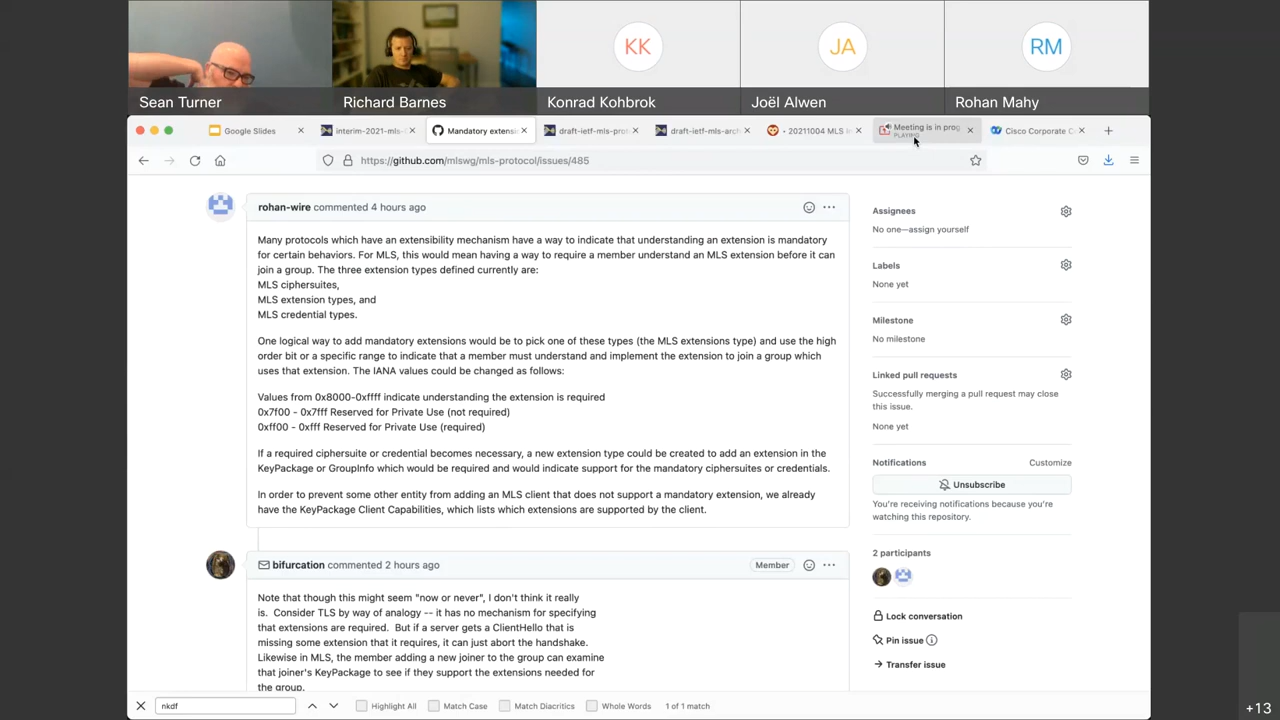 KK
JA
RM
Sean Turner
Richard Barnes
Konrad Kohbrok
Joël Alwen
Rohan Mahy
Google Slides
interim-2021-mls-
Mandatory extensi
draft-ietf-mls-prot
draft-ietf-mls-arch
20211004 MLS In
Meeting is in prog
PLAYING
Cisco Corporate C
https://github.com/mlswg/mls-protocol/issues/485
rohan-wire commented 4 hours ago
Many protocols which have an extensibility mechanism have a way to indicate that understanding an extension is mandatory
for certain behaviors. For MLS, this would mean having a way to require a member understand an MLS extension before it can
join a group. The three extension types defined currently are:
MLS ciphersuites,
MLS extension types, and
MLS credential types.
One logical way to add mandatory extensions would be to pick one of these types (the MLS extensions type) and use the high
order bit or a specific range to indicate that a member must understand and implement the extension to join a group which
uses that extension. The IANA values could be changed as follows:
Values from 0x8000-0xffff indicate understanding the extension is required
0x7f00 - 0x7fff Reserved for Private Use (not required)
0xff00 - 0xfff Reserved for Private Use (required)
If a required ciphersuite or credential becomes necessary, a new extension type could be created to add an extension in the
KeyPackage or GroupInfo which would be required and would indicate support for the mandatory ciphersuites or credentials.
In order to prevent some other entity from adding an MLS client that does not support a mandatory extension, we already
have the KeyPackage Client Capabilities, which lists which extensions are supported by the client.
bifurcation commented 2 hours ago
Member
Note that though this might seem "now or never", I don't think it really
is. Consider TLS by way of analogy -- it has no mechanism for specifying
that extensions are required. But if a server gets a ClientHello that is
missing some extension that it requires, it can just abort the handshake.
Likewise in MLS, the member adding a new joiner to the group can examine
that joiner's KeyPackage to see if they support the extensions needed for
the group.
Assignees
No one—assign yourself
Labels
None yet
Milestone
No milestone
Linked pull requests
Successfully merging a pull request may close
this issue.
None yet
Notifications
Customize
Unsubscribe
You're receiving notifications because you're
watching this repository.
2 participants
Lock conversation
Pin issue
Transfer issue
nkdf
Highlight All
Match Case
Match Diacritics
Whole Words
1 of 1 match
+13